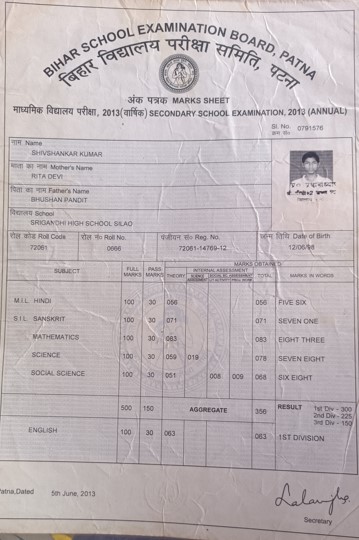 BIHAR SCHOOL EXAMINATION BOARD, PATNA
बिहार विद्यालय परीक्षा समिति, पटना
अंक पत्रक MARKS SHEET
माध्यमिक विद्यालय परीक्षा, 2013(वार्षिक) SECONDARY SCHOOL EXAMINATION, 2013 (ANNUAL)
Sl. No. 0791576
नाम Name
SHIVSHANKAR KUMAR
माता का नाम Mother's Name
RITA DEVI
पिता का नाम Father's Name
BHUSHAN PANDIT
विद्यालय School
SRIGANDHI HIGH SCHOOL SILAO
रोल कोड Roll Code रोल नं० Roll No. पंजीयन सं० Reg. No. जन्म तिथि Date of Birth
72061 0666 72061-14769-12 12/06/98
SUBJECT FULL MARKS PASS MARKS MARKS OBTAINED THEORY INTERNAL ASSESSMENT TOTAL MARKS IN WORDS
M.I.L. HINDI 100 30 056 056 FIVE SIX
S.I.L. SANSKRIT 100 30 071 071 SEVEN ONE
MATHEMATICS 100 30 083 083 EIGHT THREE
SCIENCE 100 30 059 019 078 SEVEN EIGHT
SOCIAL SCIENCE 100 30 051 008 009 068 SIX EIGHT
500 150 AGGREGATE 356 RESULT 1st Div - 300
2nd Div - 225
3rd Div - 150
ENGLISH 100 30 063 063 1ST DIVISION
Patna,Dated 5th June, 2013
Secretary